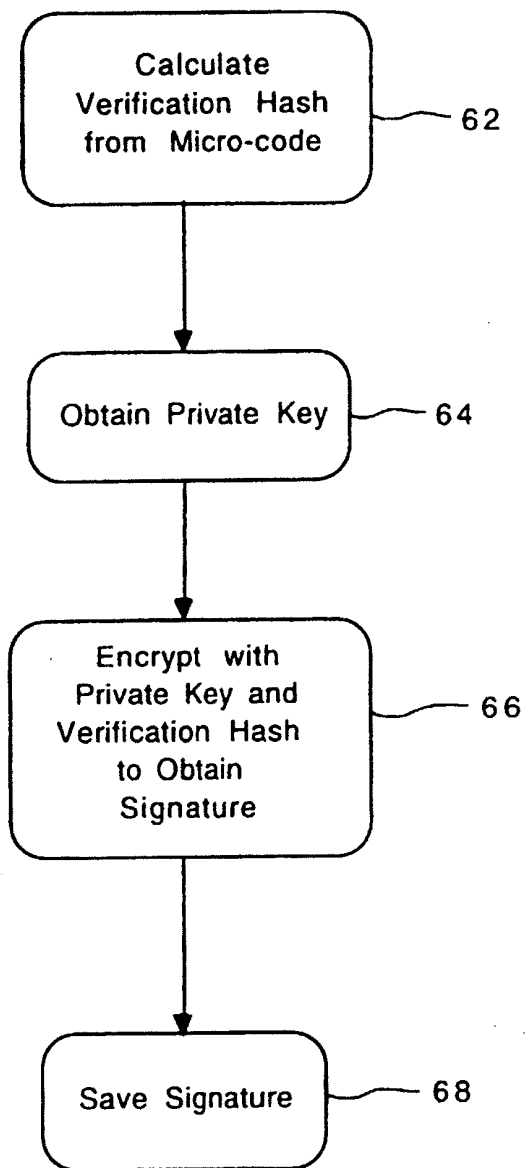 Calculate
Verification Hash
from Micro-code
62
Obtain Private Key
64
Encrypt with
Private Key and
Verification Hash
to Obtain
Signature
66
Save Signature
68